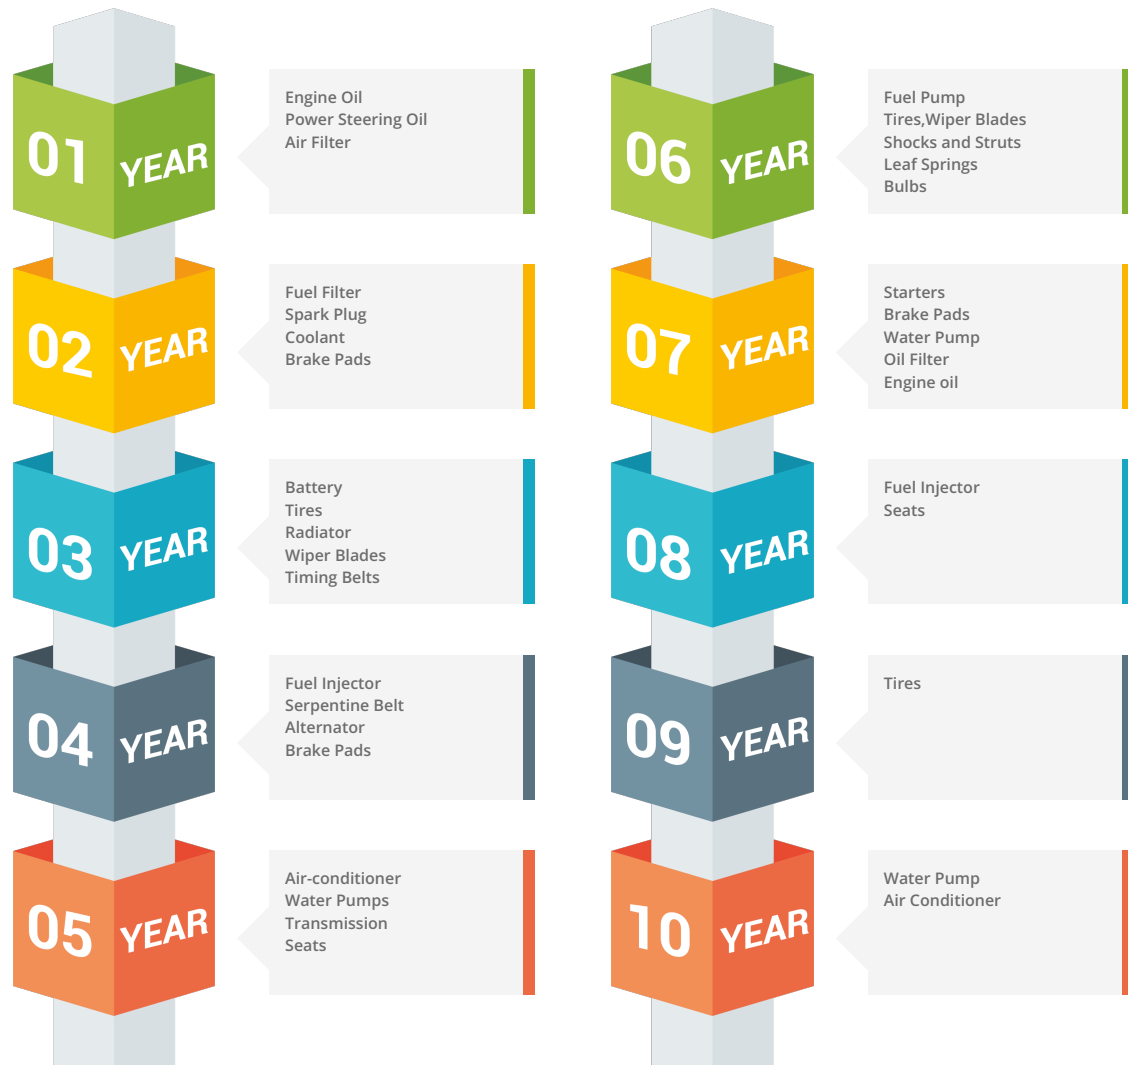 01 YEAR
Engine Oil
Power Steering Oil
Air Filter
02 YEAR
Fuel Filter
Spark Plug
Coolant
Brake Pads
03 YEAR
Battery
Tires
Radiator
Wiper Blades
Timing Belts
04 YEAR
Fuel Injector
Serpentine Belt
Alternator
Brake Pads
05 YEAR
Air-conditioner
Water Pumps
Transmission
Seats
06 YEAR
Fuel Pump
Tires,Wiper Blades
Shocks and Struts
Leaf Springs
Bulbs
07 YEAR
Starters
Brake Pads
Water Pump
Oil Filter
Engine oil
08 YEAR
Fuel Injector
Seats
09 YEAR
Tires
10 YEAR
Water Pump
Air Conditioner